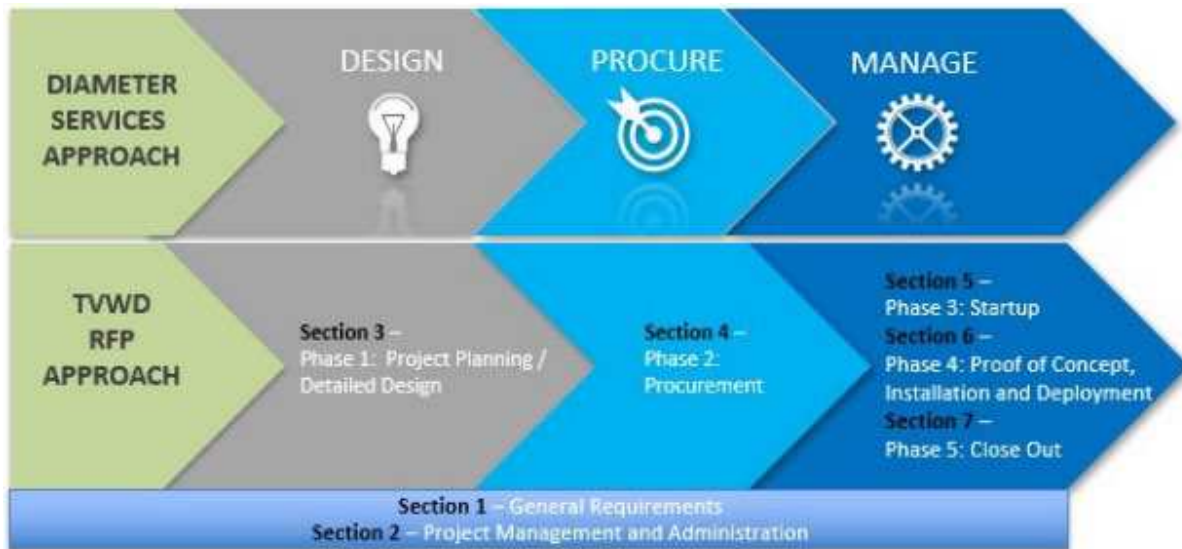 DIAMETER
SERVICES
APPROACH
DESIGN
PROCURE
MANAGE
TVWD
RFP
APPROACH
Section 3 –
Phase 1: Project Planning /
Detailed Design
Section 4 –
Phase 2:
Procurement
Section 5 –
Phase 3: Startup
Section 6 –
Phase 4: Proof of Concept,
Installation and Deployment
Section 7 –
Phase 5: Close Out
Section 1 – General Requirements
Section 2 – Project Management and Administration